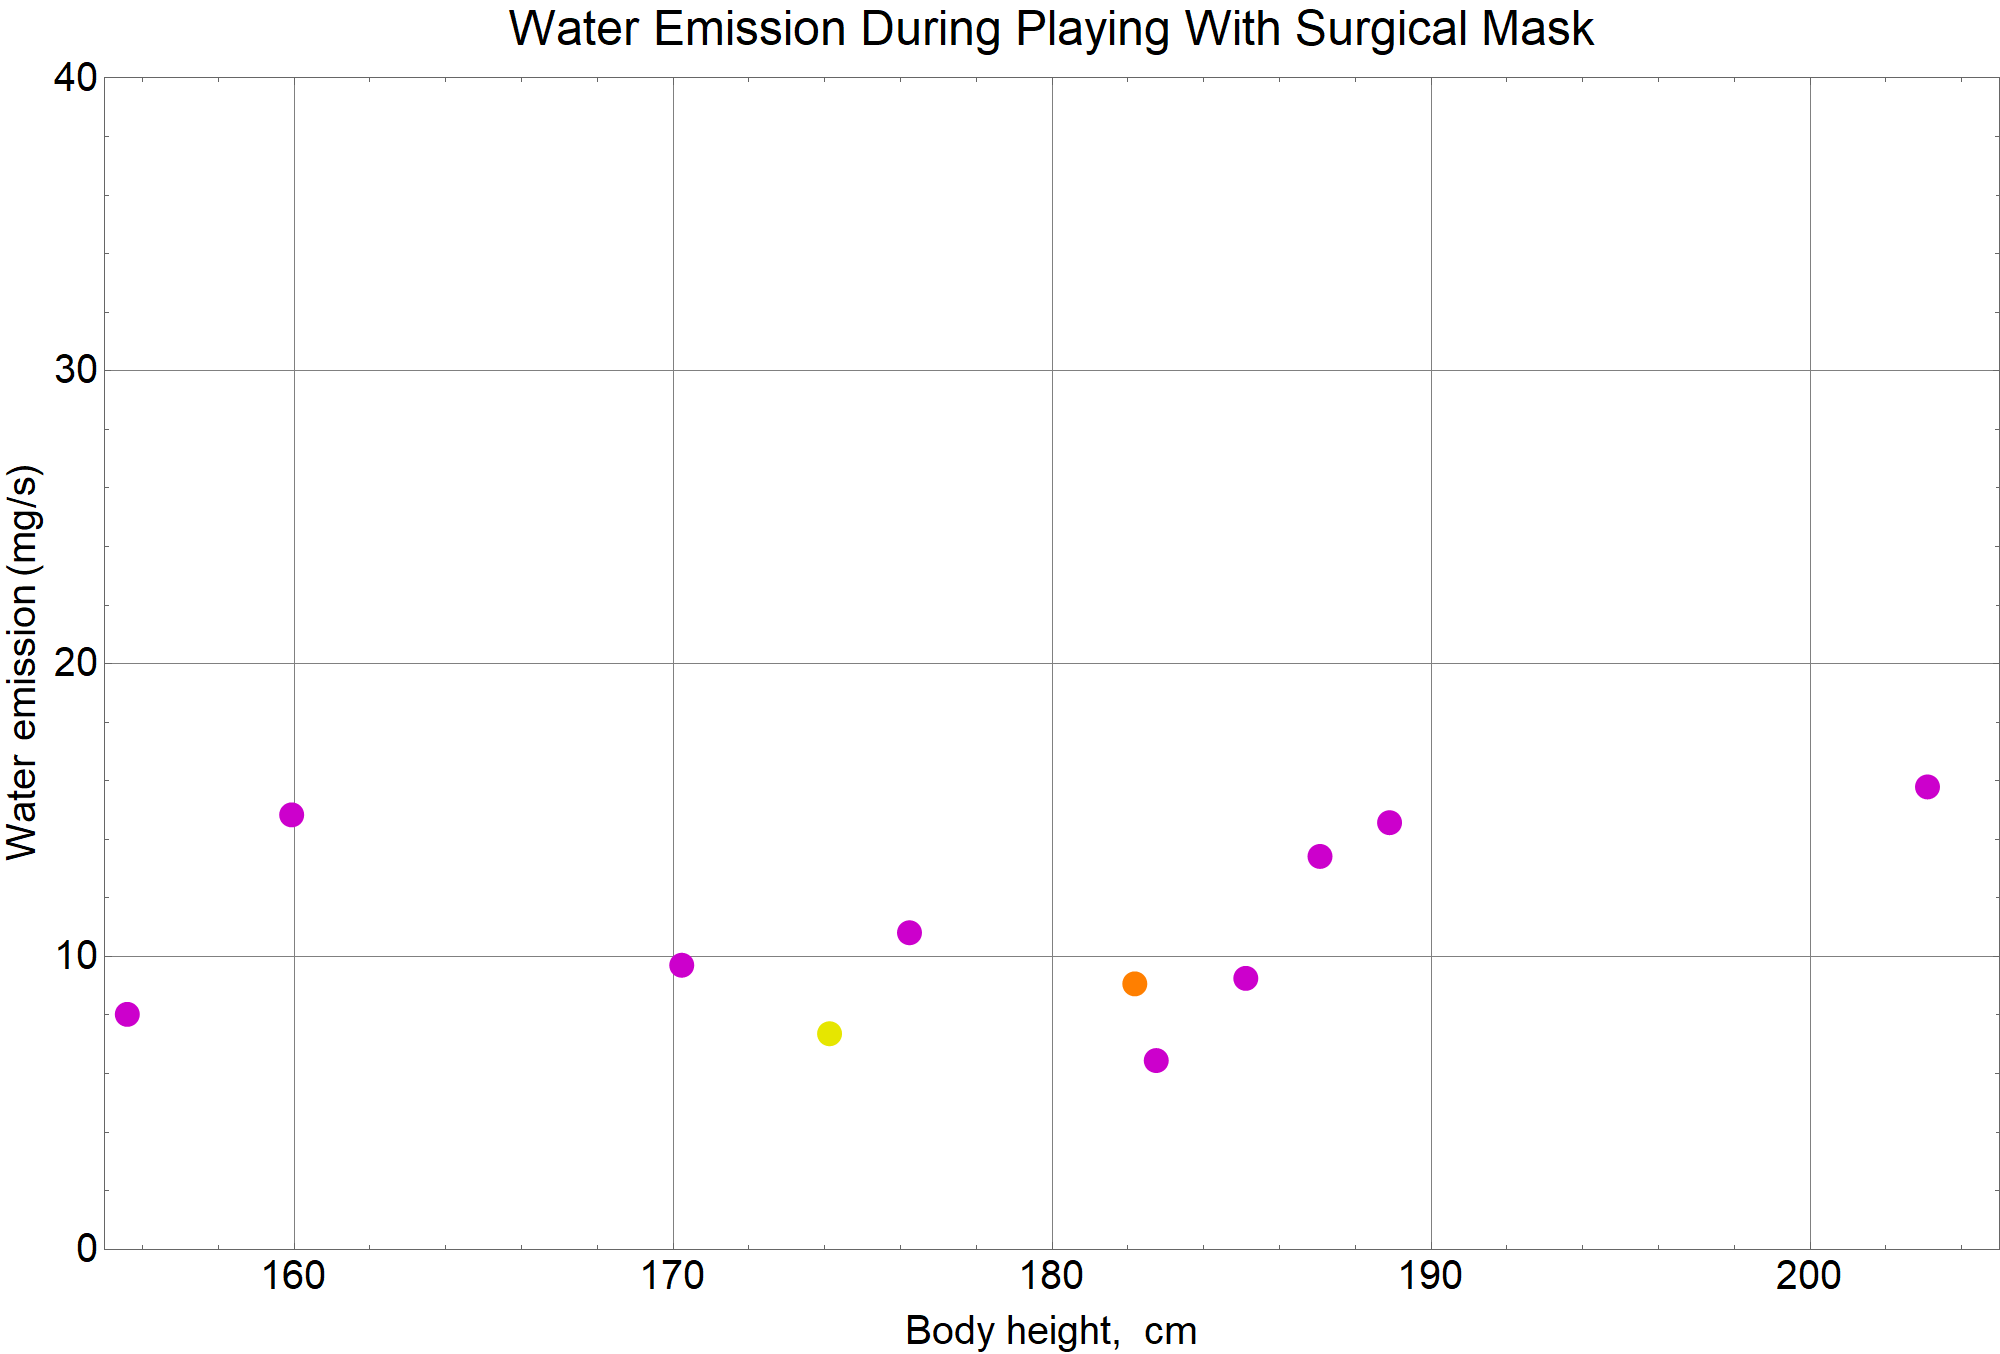 Water Emission During Playing With Surgical Mask
40
30
20
10
0
Water emission (mg/s)
160 170 180 190 200
Body height, cm